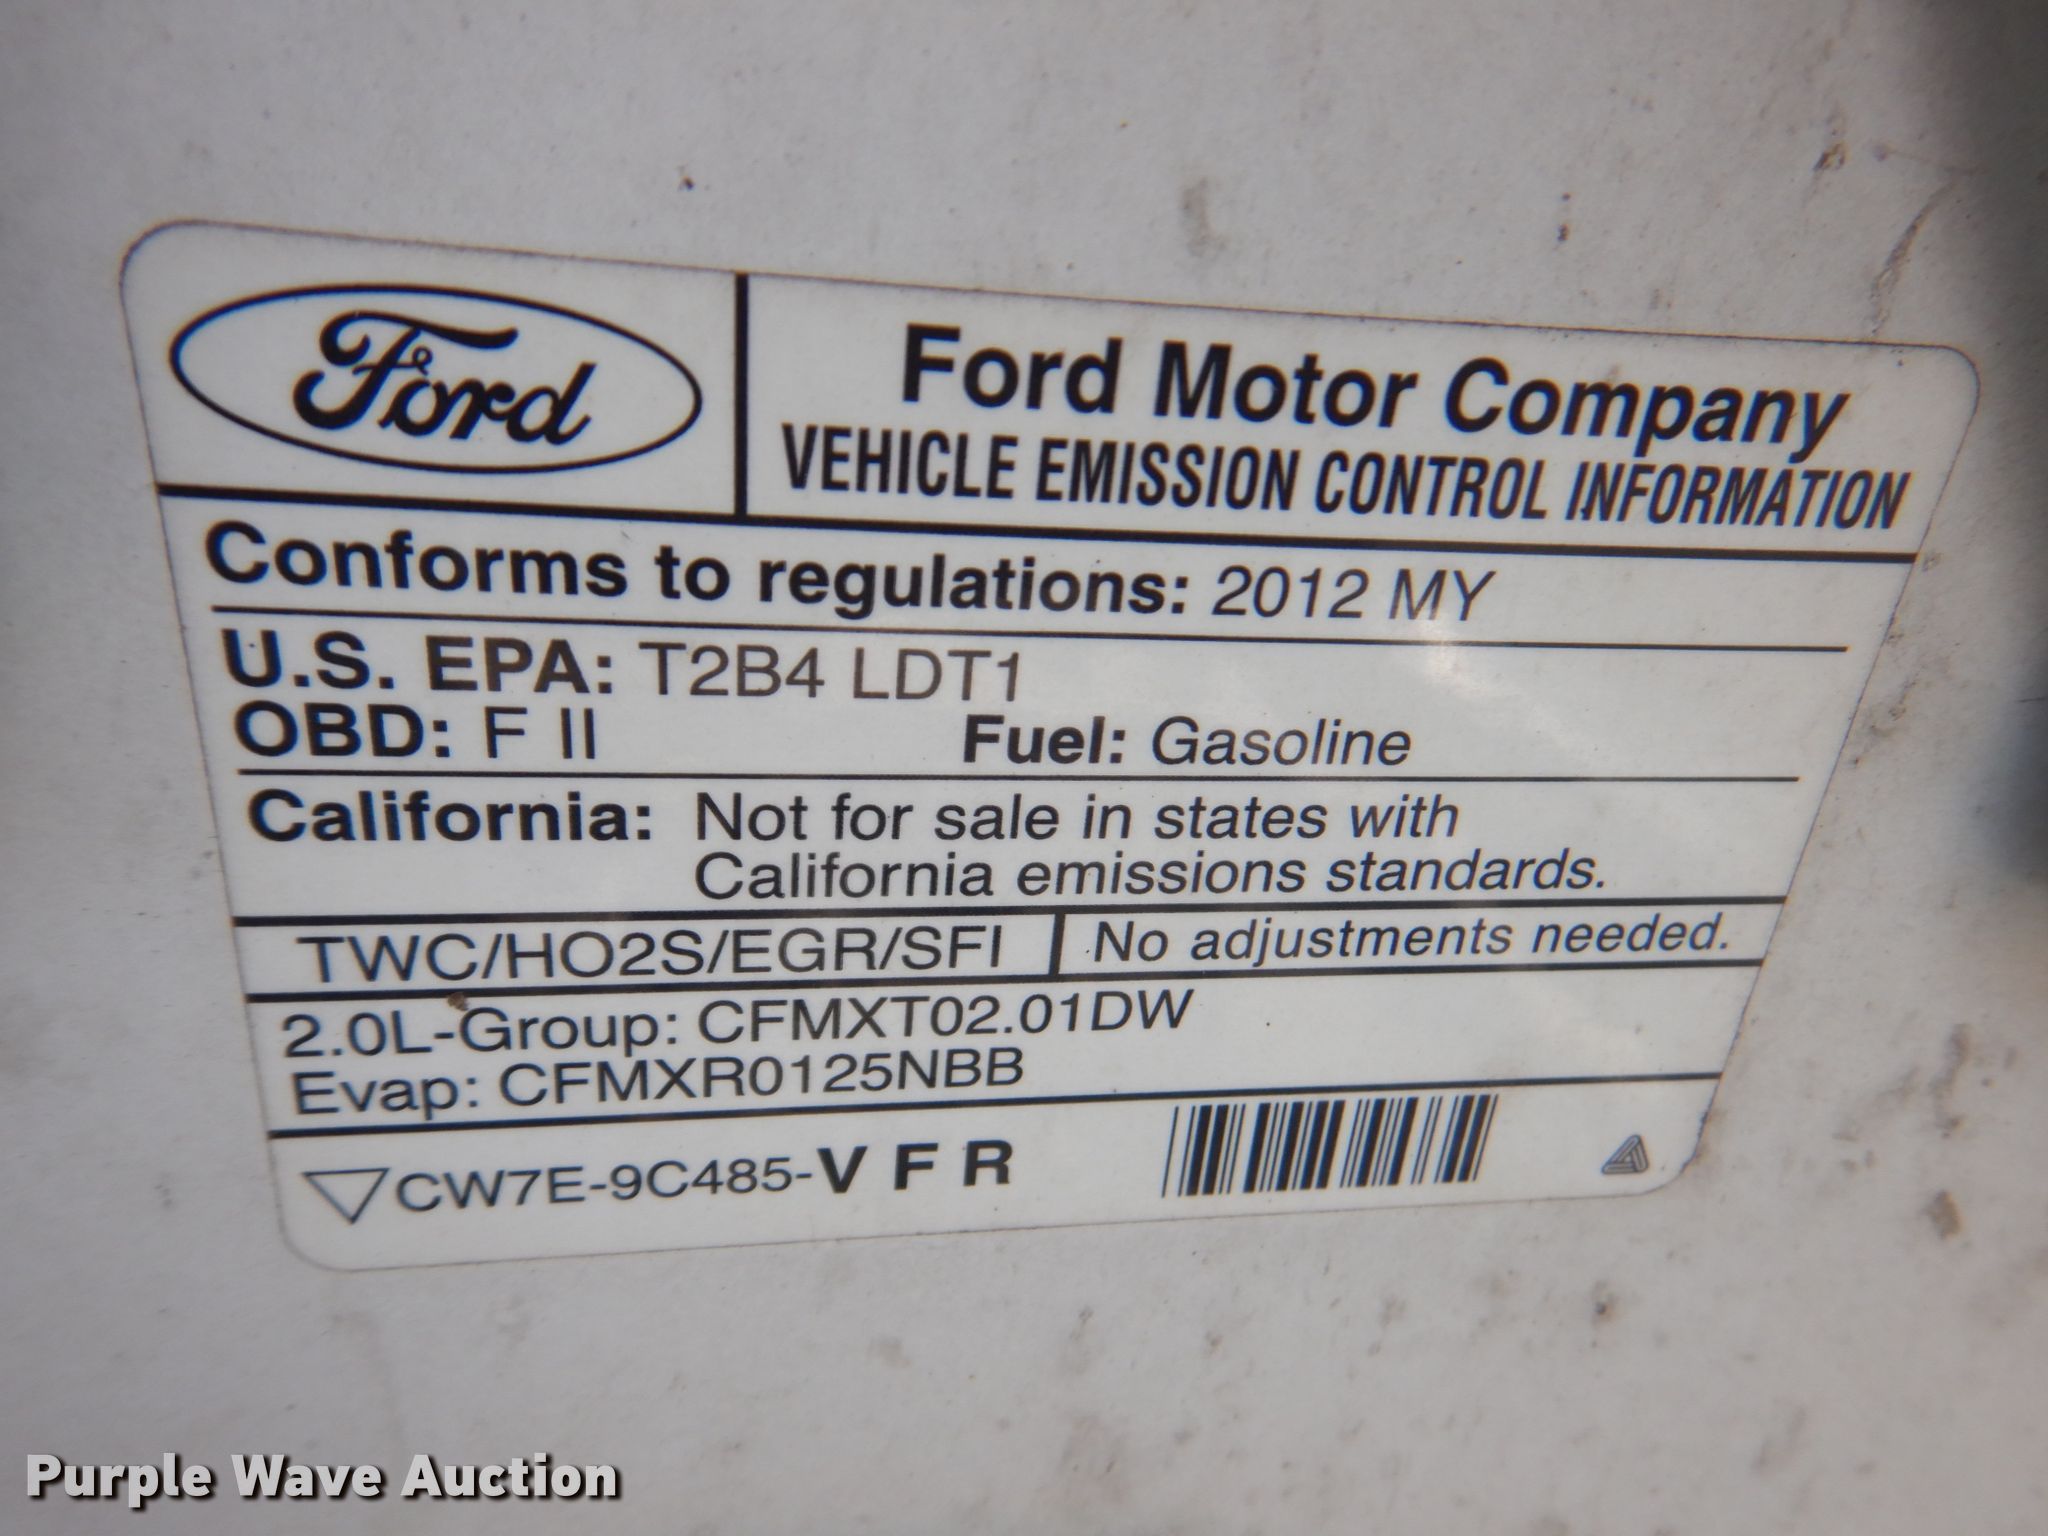 Ford
Ford Motor Company
VEHICLE EMISSION CONTROL INFORMATION
Conforms to regulations: 2012 MY
U.S. EPA: T2B4 LDT1
OBD: F II Fuel: Gasoline
California: Not for sale in states with
California emissions standards.
TWC/HO2S/EGR/SFI No adjustments needed.
2.0L-Group: CFMXT02.01DW
Evap: CFMXR0125NBB
CW7E-9C485-V F R
Purple Wave Auction